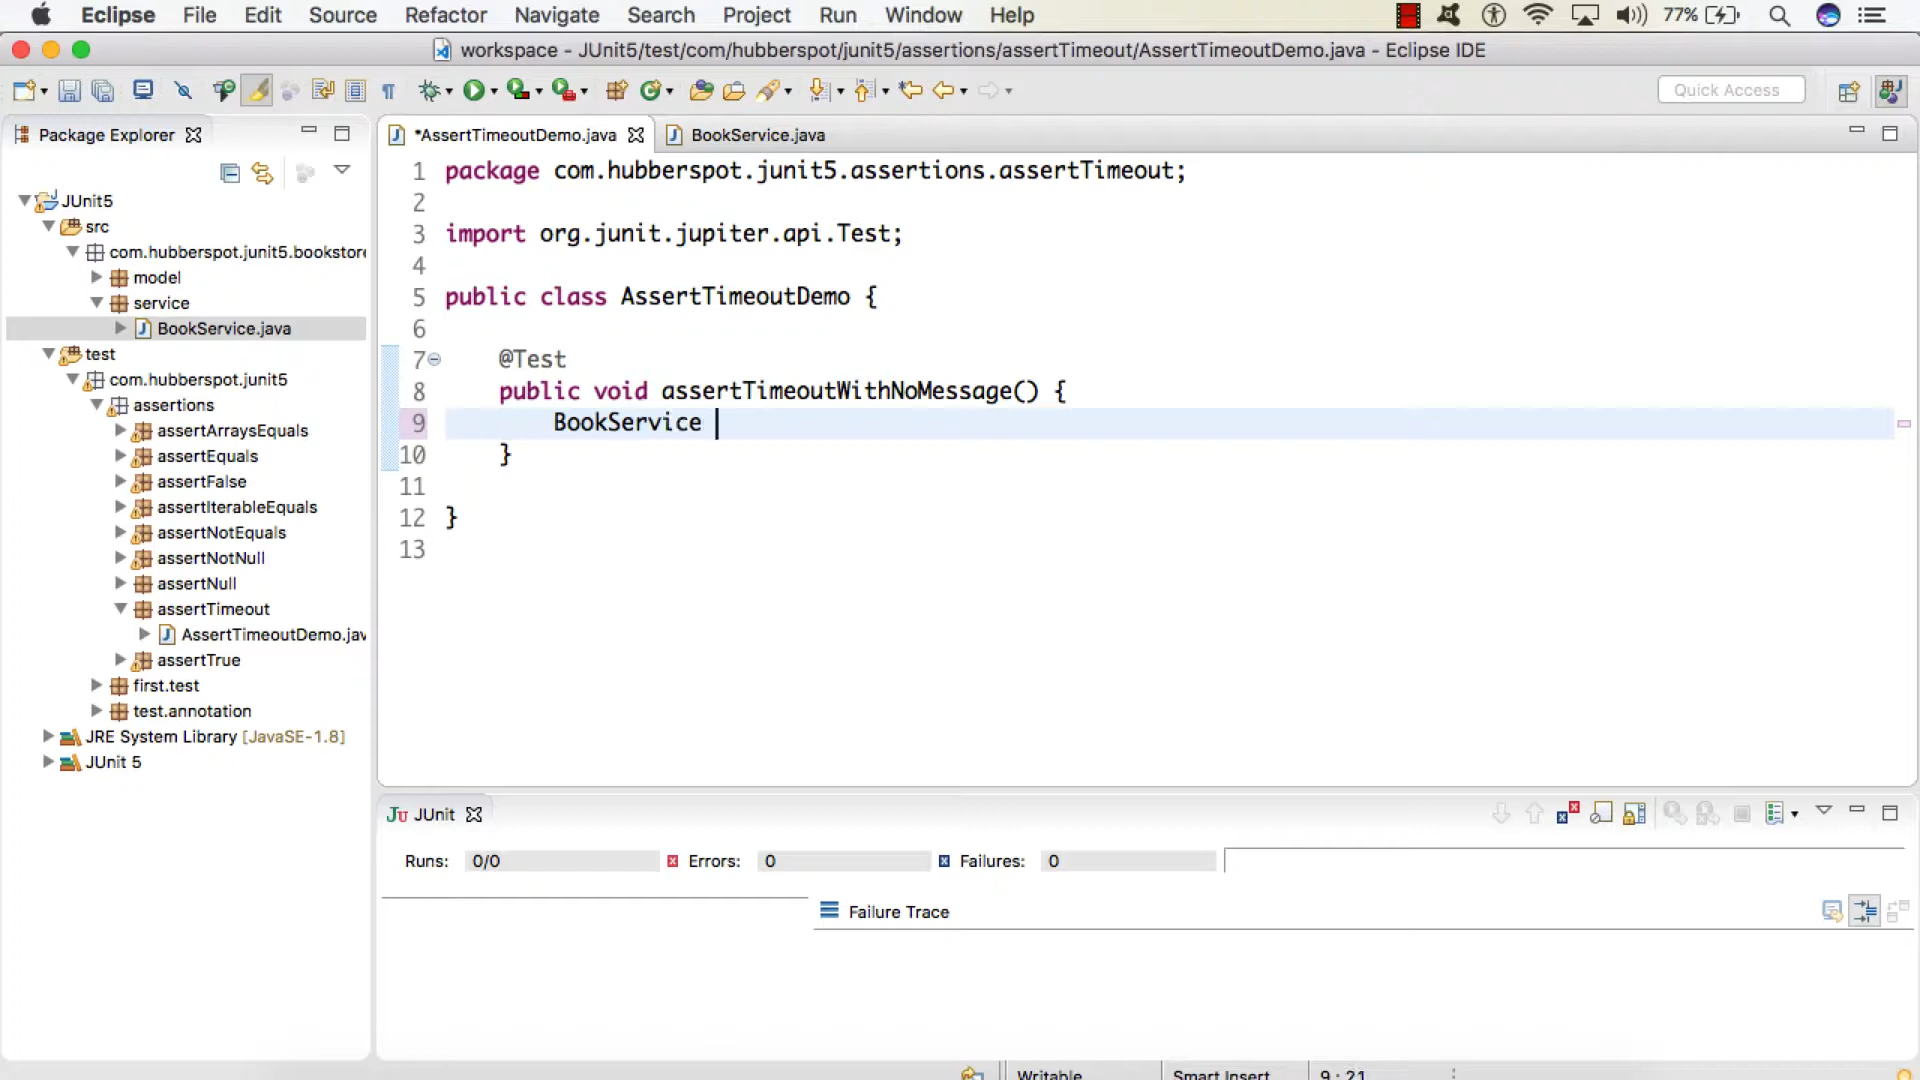 Eclipse File Edit Source Refactor Navigate Search Project Run Window Help 77%
workspace - JUnit5/test/com/hubberspot/junit5/assertions/assertTimeout/AssertTimeoutDemo.java - Eclipse IDE
Quick Access
Package Explorer
*AssertTimeoutDemo.java BookService.java
JUnit5
src
com.hubberspot.junit5.bookstore
model
service
BookService.java
test
com.hubberspot.junit5
assertions
assertArraysEquals
assertEquals
assertFalse
assertIterableEquals
assertNotEquals
assertNotNull
assertNull
assertTimeout
AssertTimeoutDemo.jav
assertTrue
first.test
test.annotation
JRE System Library [JavaSE-1.8]
JUnit 5
1 package com.hubberspot.junit5.assertions.assertTimeout;
2
3 import org.junit.jupiter.api.Test;
4
5 public class AssertTimeoutDemo {
6
7 @Test
8 public void assertTimeoutWithNoMessage() {
9 BookService
10 }
11
12 }
13
Ju JUnit
Runs: 0/0 Errors: 0 Failures: 0
Failure Trace
Writable Smart Insert 9 : 21